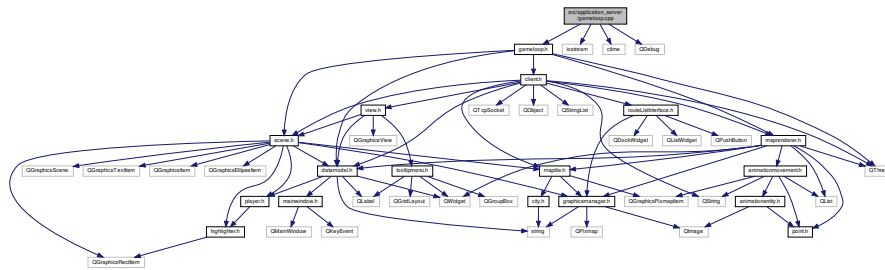 src/application_server
/gameloop.cpp
gameloop.h
iostream
ctime
QDebug
client.h
view.h
QTcpSocket
QObject
QStringList
routeListInterface.h
scene.h
QGraphicsView
QDockWidget
QListWidget
QPushButton
maprenderer.h
QGraphicsScene
QGraphicsTextItem
QGraphicsItem
QGraphicsEllipseItem
datamodel.h
tooltipmenu.h
maptile.h
animationmovement.h
QThread
player.h
mainwindow.h
QLabel
QGridLayout
QWidget
QGroupBox
city.h
graphicsmanager.h
QGraphicsPixmapItem
QString
animationentity.h
QList
highlighter.h
QMainWindow
QKeyEvent
string
QPixmap
QImage
point.h
QGraphicsRectItem